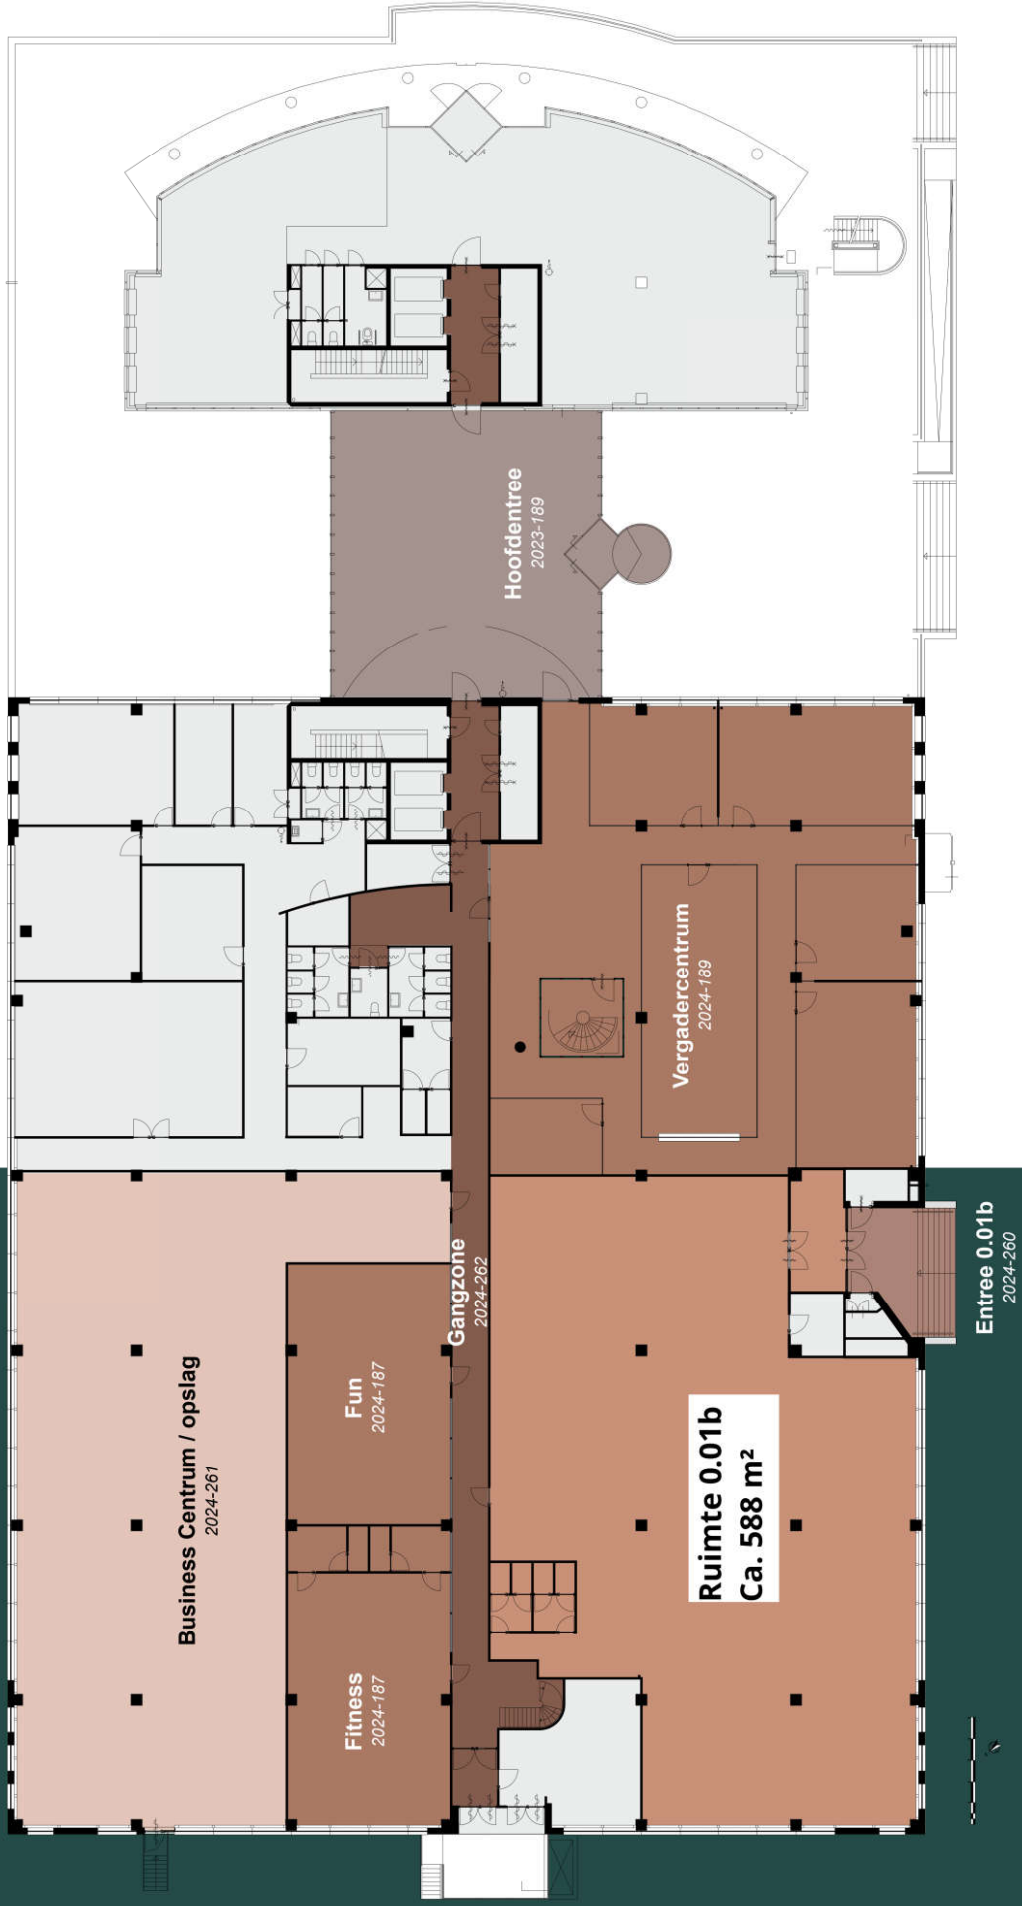 Hoofdentree
2023-189
Vergadercentrum
2024-189
Gangzone
2024-262
Entree 0.01b
2024-260
Business Centrum / opslag
2024-261
Fun
2024-187
Ruimte 0.01b
Ca. 588 m²
Fitness
2024-187